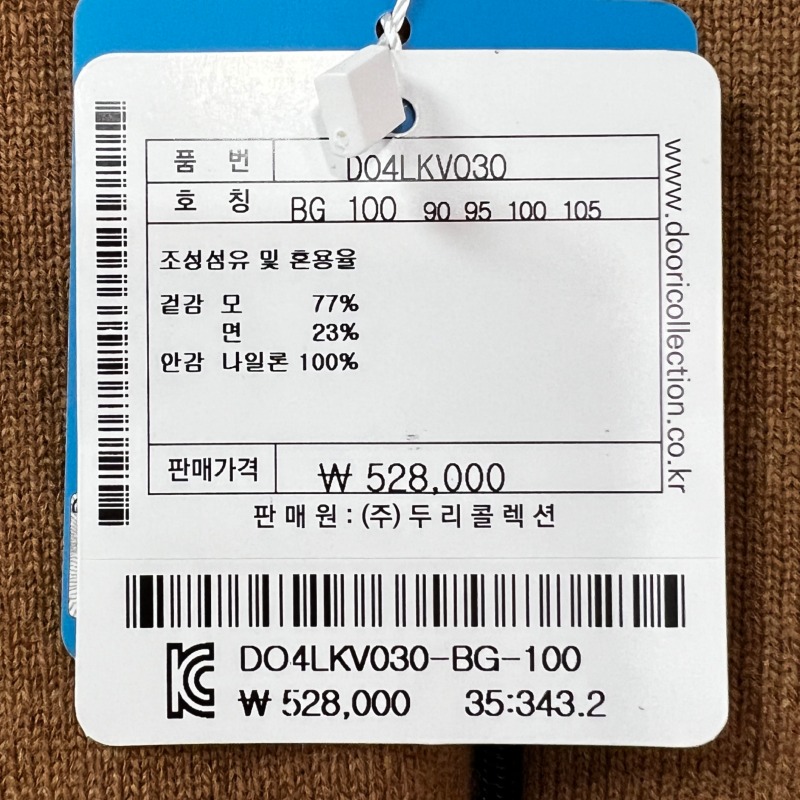 품 번 DO4LKV030
호 칭 BG 100 90 95 100 105
조성섬유 및 혼용율
겉감 모 77%
면 23%
안감 나일론 100%
판매가격 ₩ 528,000
판매원 : (주)두리콜렉션
www.dooricollection.co.kr
DO4LKV030-BG-100
₩ 528,000 35:343.2